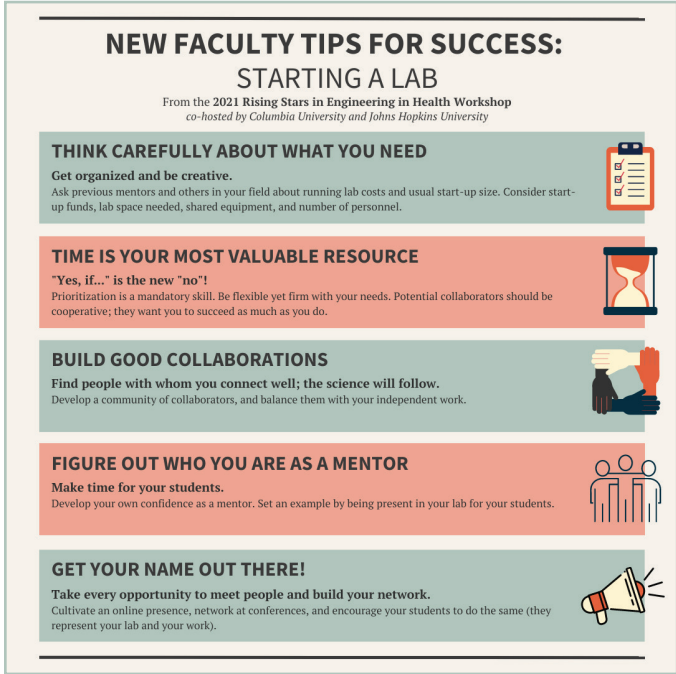 NEW FACULTY TIPS FOR SUCCESS:
STARTING A LAB
From the 2021 Rising Stars in Engineering in Health Workshop
co-hosted by Columbia University and Johns Hopkins University
THINK CAREFULLY ABOUT WHAT YOU NEED
Get organized and be creative.
Ask previous mentors and others in your field about running lab costs and usual start-up size. Consider start-
up funds, lab space needed, shared equipment, and number of personnel.
TIME IS YOUR MOST VALUABLE RESOURCE
"Yes, if..." is the new "no"!
Prioritization is a mandatory skill. Be flexible yet firm with your needs. Potential collaborators should be
cooperative; they want you to succeed as much as you do.
BUILD GOOD COLLABORATIONS
Find people with whom you connect well; the science will follow.
Develop a community of collaborators, and balance them with your independent work.
FIGURE OUT WHO YOU ARE AS A MENTOR
Make time for your students.
Develop your own confidence as a mentor. Set an example by being present in your lab for your students.
GET YOUR NAME OUT THERE!
Take every opportunity to meet people and build your network.
Cultivate an online presence, network at conferences, and encourage your students to do the same (they
represent your lab and your work).